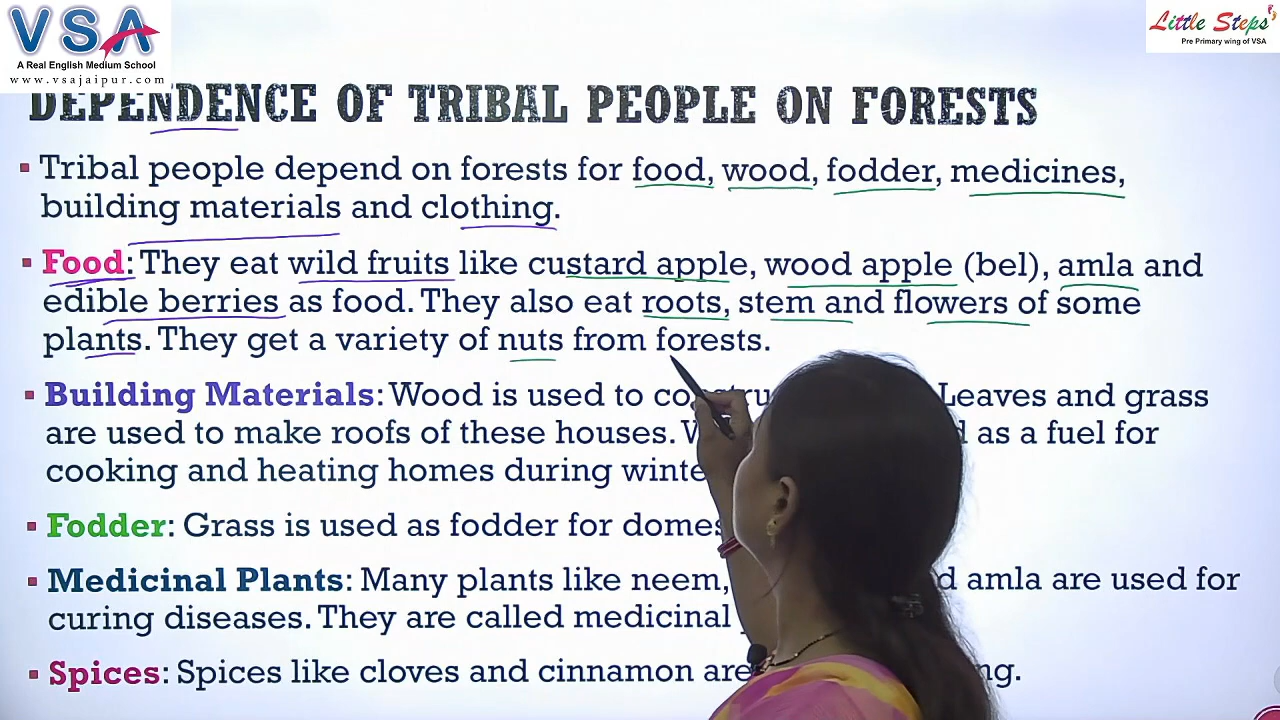 VSA
A Real English Medium School
www.vsajaipur.com
Little Steps
Pre Primary wing of VSA
DEPENDENCE OF TRIBAL PEOPLE ON FORESTS
Tribal people depend on forests for food, wood, fodder, medicines,
building materials and clothing.
Food: They eat wild fruits like custard apple, wood apple (bel), amla and
edible berries as food. They also eat roots, stem and flowers of some
plants. They get a variety of nuts from forests.
Building Materials: Wood is used to Leaves and grass
are used to make roofs of these houses. as a fuel for
cooking and heating homes during
Fodder: Grass is used as fodder for
Medicinal Plants: Many plants like neem, amla are used for
curing diseases. They are called medicinal
Spices: Spices like cloves and cinnamon are